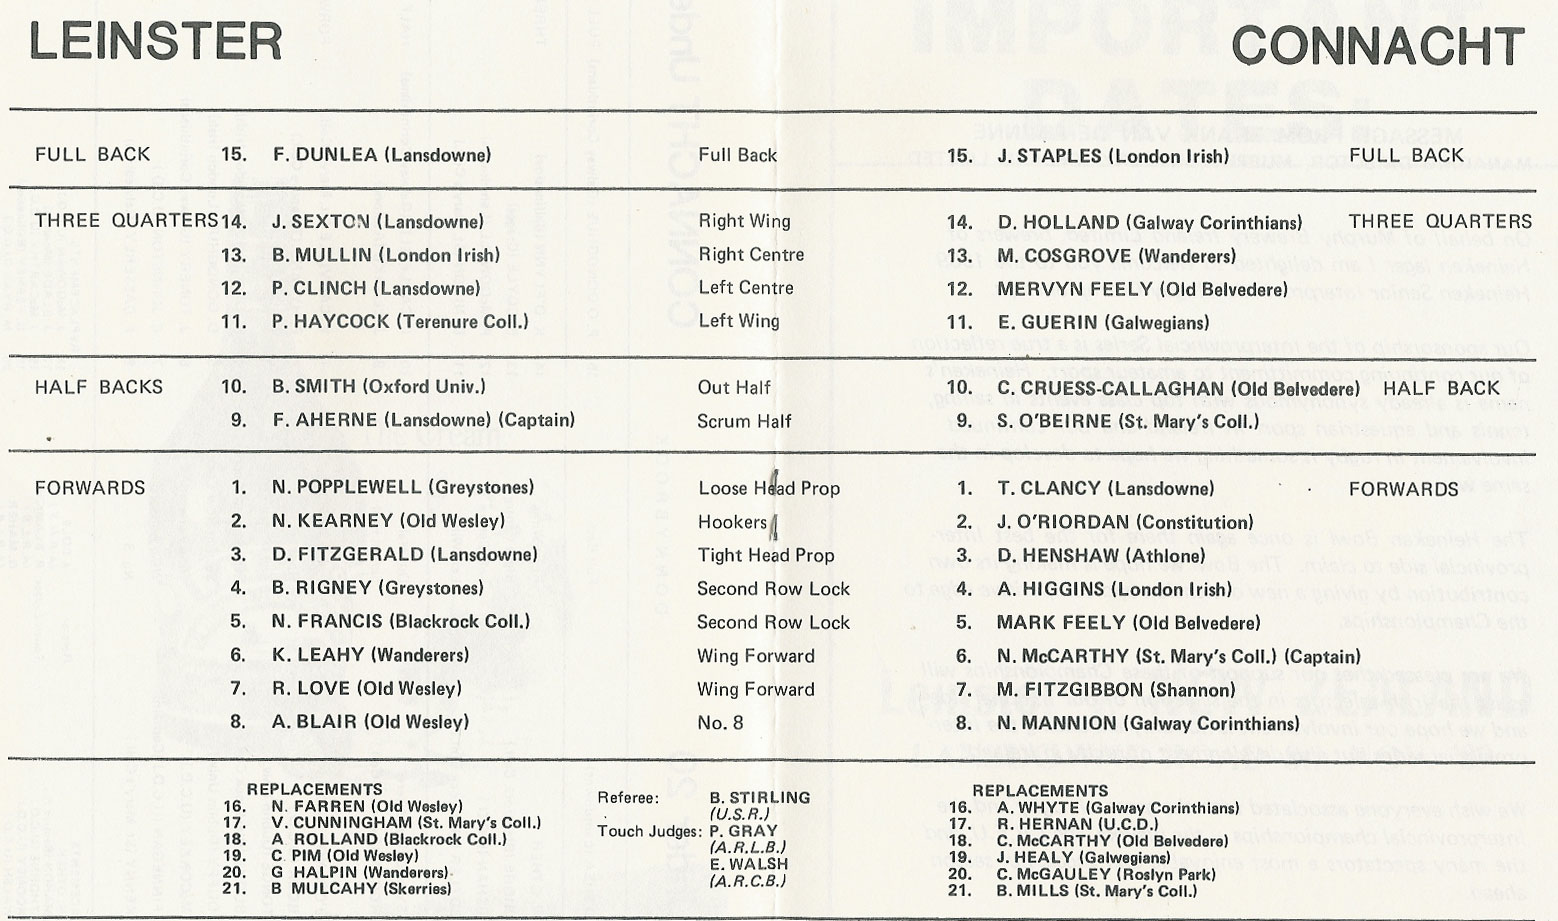 LEINSTER CONNACHT
FULL BACK 15. F. DUNLEA (Lansdowne) Full Back 15. J. STAPLES (London Irish) FULL BACK
THREE QUARTERS 14. J. SEXTON (Lansdowne) Right Wing 14. D. HOLLAND (Galway Corinthians) THREE QUARTERS
13. B. MULLIN (London Irish) Right Centre 13. M. COSGROVE (Wanderers)
12. P. CLINCH (Lansdowne) Left Centre 12. MERVYN FEELY (Old Belvedere)
11. P. HAYCOCK (Terenure Coll.) Left Wing 11. E. GUERIN (Galwegians)
HALF BACKS 10. B. SMITH (Oxford Univ.) Out Half 10. C. CRUESS-CALLAGHAN (Old Belvedere) HALF BACK
9. F. AHERNE (Lansdowne) (Captain) Scrum Half 9. S. O'BEIRNE (St. Mary's Coll.)
FORWARDS 1. N. POPPLEWELL (Greystones) Loose Head Prop 1. T. CLANCY (Lansdowne) FORWARDS
2. N. KEARNEY (Old Wesley) Hookers 2. J. O'RIORDAN (Constitution)
3. D. FITZGERALD (Lansdowne) Tight Head Prop 3. D. HENSHAW (Athlone)
4. B. RIGNEY (Greystones) Second Row Lock 4. A. HIGGINS (London Irish)
5. N. FRANCIS (Blackrock Coll.) Second Row Lock 5. MARK FEELY (Old Belvedere)
6. K. LEAHY (Wanderers) Wing Forward 6. N. McCARTHY (St. Mary's Coll.) (Captain)
7. R. LOVE (Old Wesley) Wing Forward 7. M. FITZGIBBON (Shannon)
8. A. BLAIR (Old Wesley) No. 8 8. N. MANNION (Galway Corinthians)
REPLACEMENTS
16. N. FARREN (Old Wesley)
17. V. CUNNINGHAM (St. Mary's Coll.)
18. A ROLLAND (Blackrock Coll.)
19. C PIM (Old Wesley)
20. G HALPIN (Wanderers)
21. B MULCAHY (Skerries)
Referee: B. STIRLING
(U.S.R.)
Touch Judges: P. GRAY
(A.R.L.B.)
E. WALSH
(A.R.C.B.)
REPLACEMENTS
16. A. WHYTE (Galway Corinthians)
17. R. HERNAN (U.C.D.)
18. C. McCARTHY (Old Belvedere)
19. J. HEALY (Galwegians)
20. C. McGAULEY (Roslyn Park)
21. B. MILLS (St. Mary's Coll.)